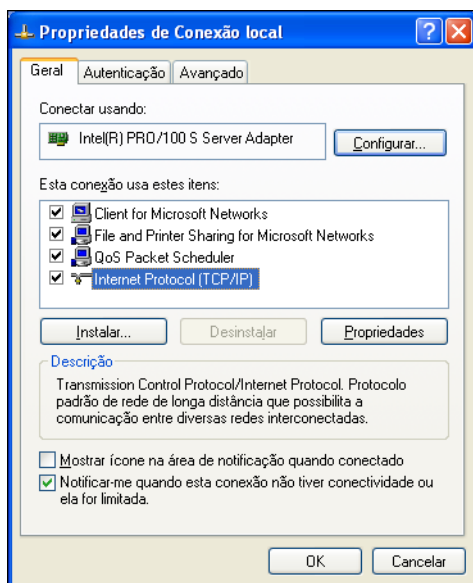 Propriedades de Conexão local
Geral Autenticação Avançado
Conectar usando:
Intel(R) PRO/100 S Server Adapter Configurar...
Esta conexão usa estes itens:
Client for Microsoft Networks
File and Printer Sharing for Microsoft Networks
QoS Packet Scheduler
Internet Protocol (TCP/IP)
Instalar... Desinstalar Propriedades
Descrição
Transmission Control Protocol/Internet Protocol. Protocolo
padrão de rede de longa distância que possibilita a
comunicação entre diversas redes interconectadas.
Mostrar ícone na área de notificação quando conectado
Notificar-me quando esta conexão não tiver conectividade ou
ela for limitada.
OK Cancelar